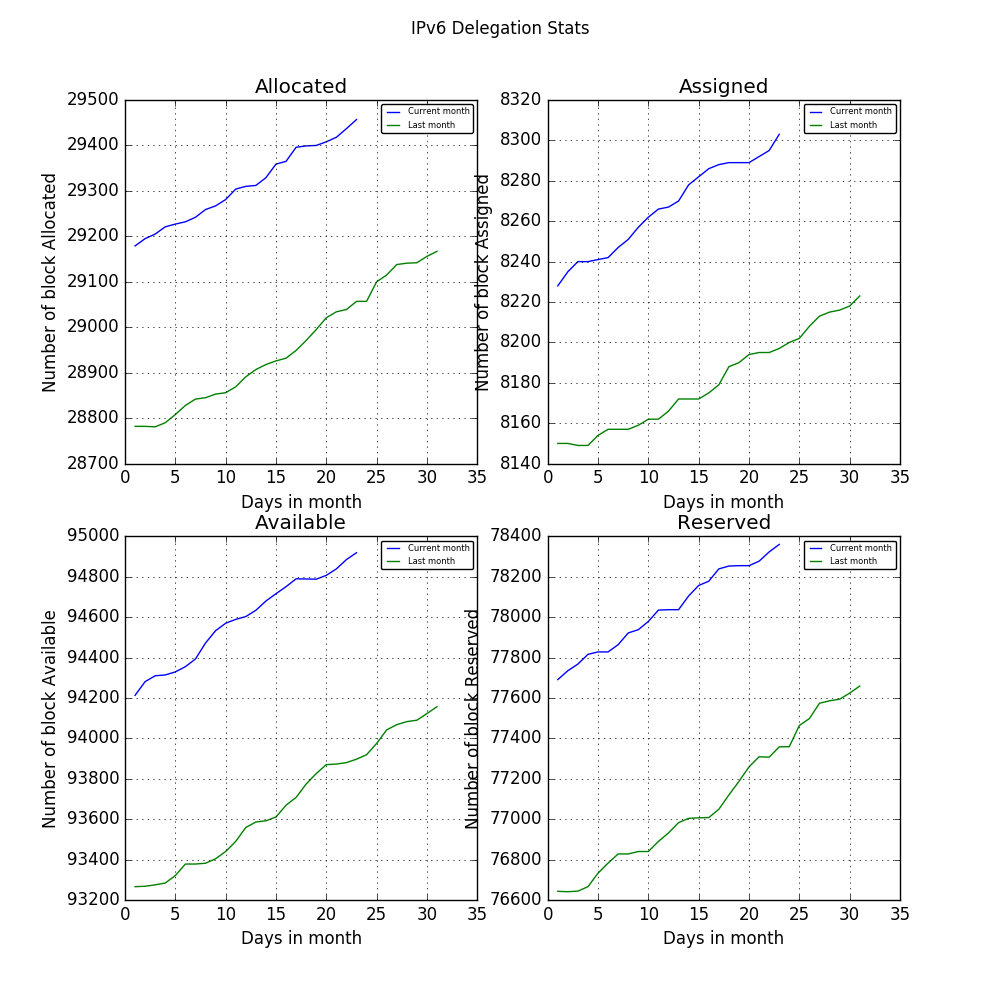 IPv6 Delegation Stats
Allocated
Number of block Allocated
29500
29400
29300
29200
29100
29000
28900
28800
28700
Current month
Last month
0 5 10 15 20 25 30 35
Days in month
Assigned
Number of block Assigned
8320
8300
8280
8260
8240
8220
8200
8180
8160
8140
Current month
Last month
0 5 10 15 20 25 30 35
Days in month
Available
Number of block Available
95000
94800
94600
94400
94200
94000
93800
93600
93400
93200
Current month
Last month
0 5 10 15 20 25 30 35
Days in month
Reserved
Number of block Reserved
78400
78200
78000
77800
77600
77400
77200
77000
76800
76600
Current month
Last month
0 5 10 15 20 25 30 35
Days in month